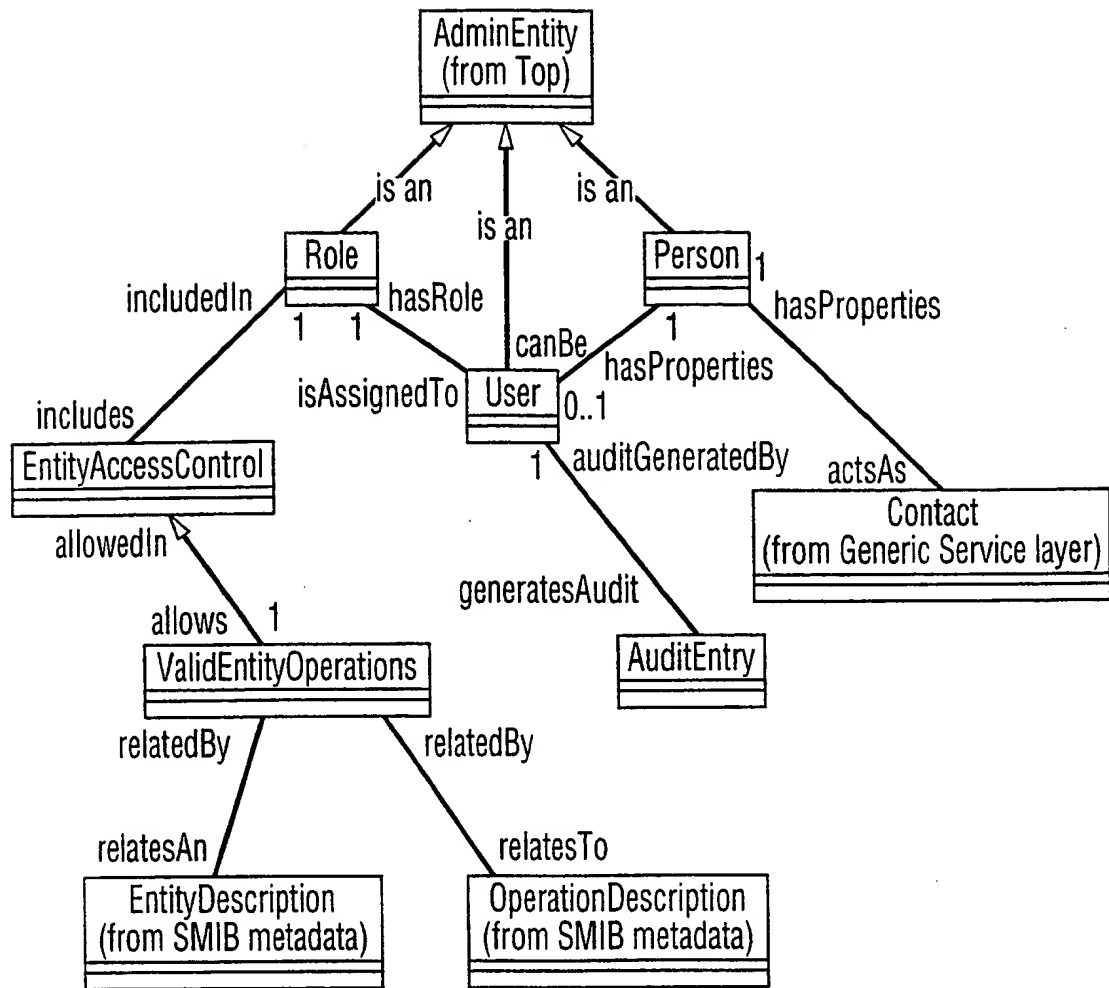 AdminEntity
(from Top)
is an
is an
is an
Role
Person
1
includedIn
hasRole
hasProperties
1
1
1
canBe
hasProperties
isAssignedTo
User
0..1
includes
EntityAccessControl
1
auditGeneratedBy
actsAs
Contact
(from Generic Service layer)
allowedIn
generatesAudit
allows
1
ValidEntityOperations
AuditEntry
relatedBy
relatedBy
relatesAn
relatesTo
EntityDescription
(from SMIB metadata)
OperationDescription
(from SMIB metadata)